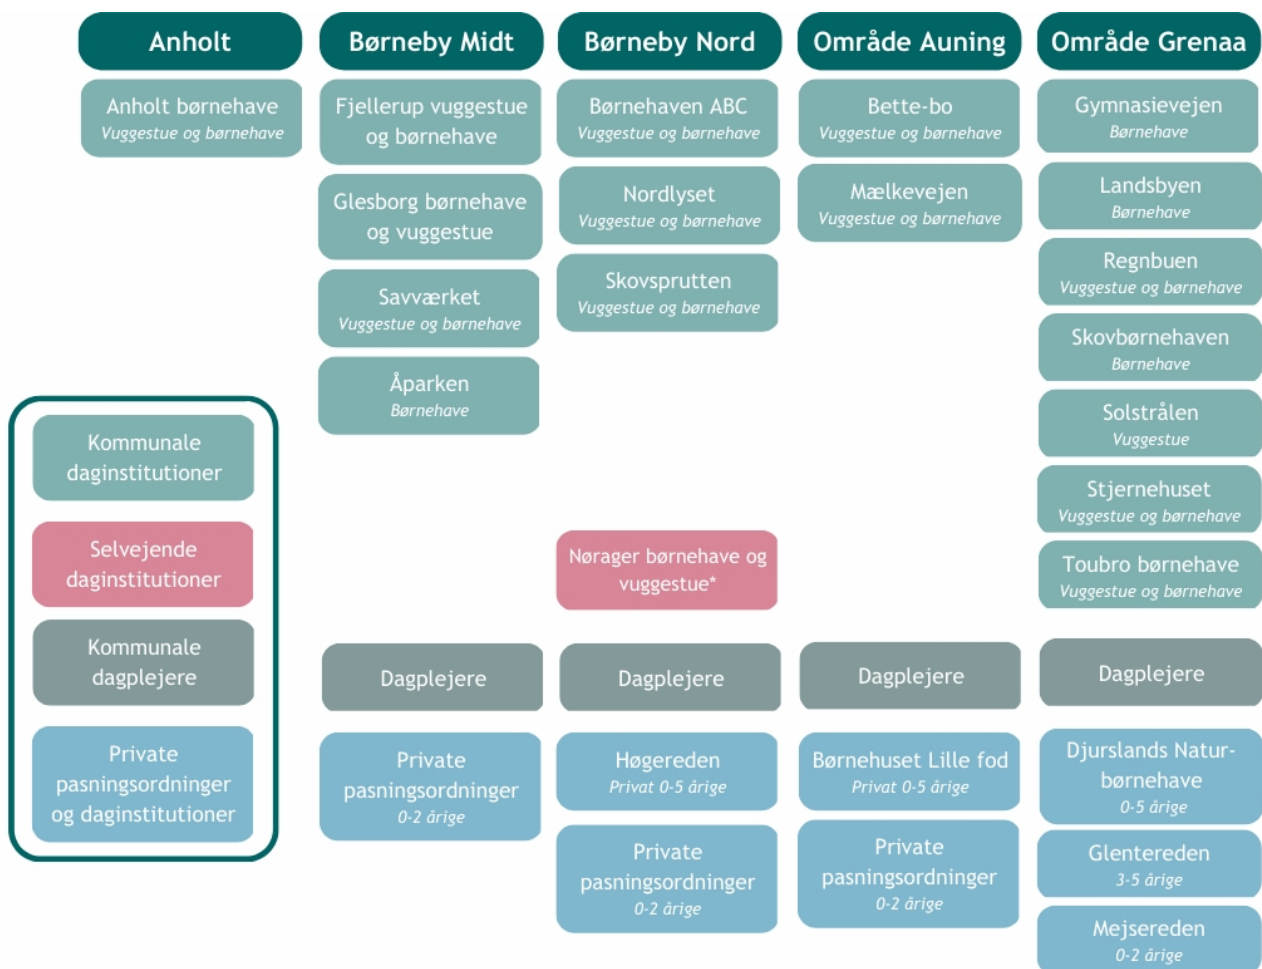 Anholt
Anholt børnehave
Vuggestue og børnehave
Børneby Midt
Fjellerup vuggestue
og børnehave
Glesborg børnehave
og vuggestue
Savværket
Vuggestue og børnehave
Åparken
Børnehave
Dagplejere
Private
pasningsordninger
0-2 årige
Børneby Nord
Børnehaven ABC
Vuggestue og børnehave
Nordlyset
Vuggestue og børnehave
Skovsprutten
Vuggestue og børnehave
Nørager børnehave og
vuggestue*
Dagplejere
Høgereden
Privat 0-5 årige
Private
pasningsordninger
0-2 årige
Område Auning
Bette-bo
Vuggestue og børnehave
Mælkevejen
Vuggestue og børnehave
Dagplejere
Børnehuset Lille fod
Privat 0-5 årige
Private
pasningsordninger
0-2 årige
Område Grenaa
Gymnasievejen
Børnehave
Landsbyen
Børnehave
Regnbuen
Vuggestue og børnehave
Skovbørnehaven
Børnehave
Solstrålen
Vuggestue
Stjernehuset
Vuggestue og børnehave
Toubro børnehave
Vuggestue og børnehave
Dagplejere
Djurslands Natur-
børnehave
0-5 årige
Glentereden
3-5 årige
Mejsereden
0-2 årige
Kommunale
daginstitutioner
Selvejende
daginstitutioner
Kommunale
dagplejere
Private
pasningsordninger
og daginstitutioner